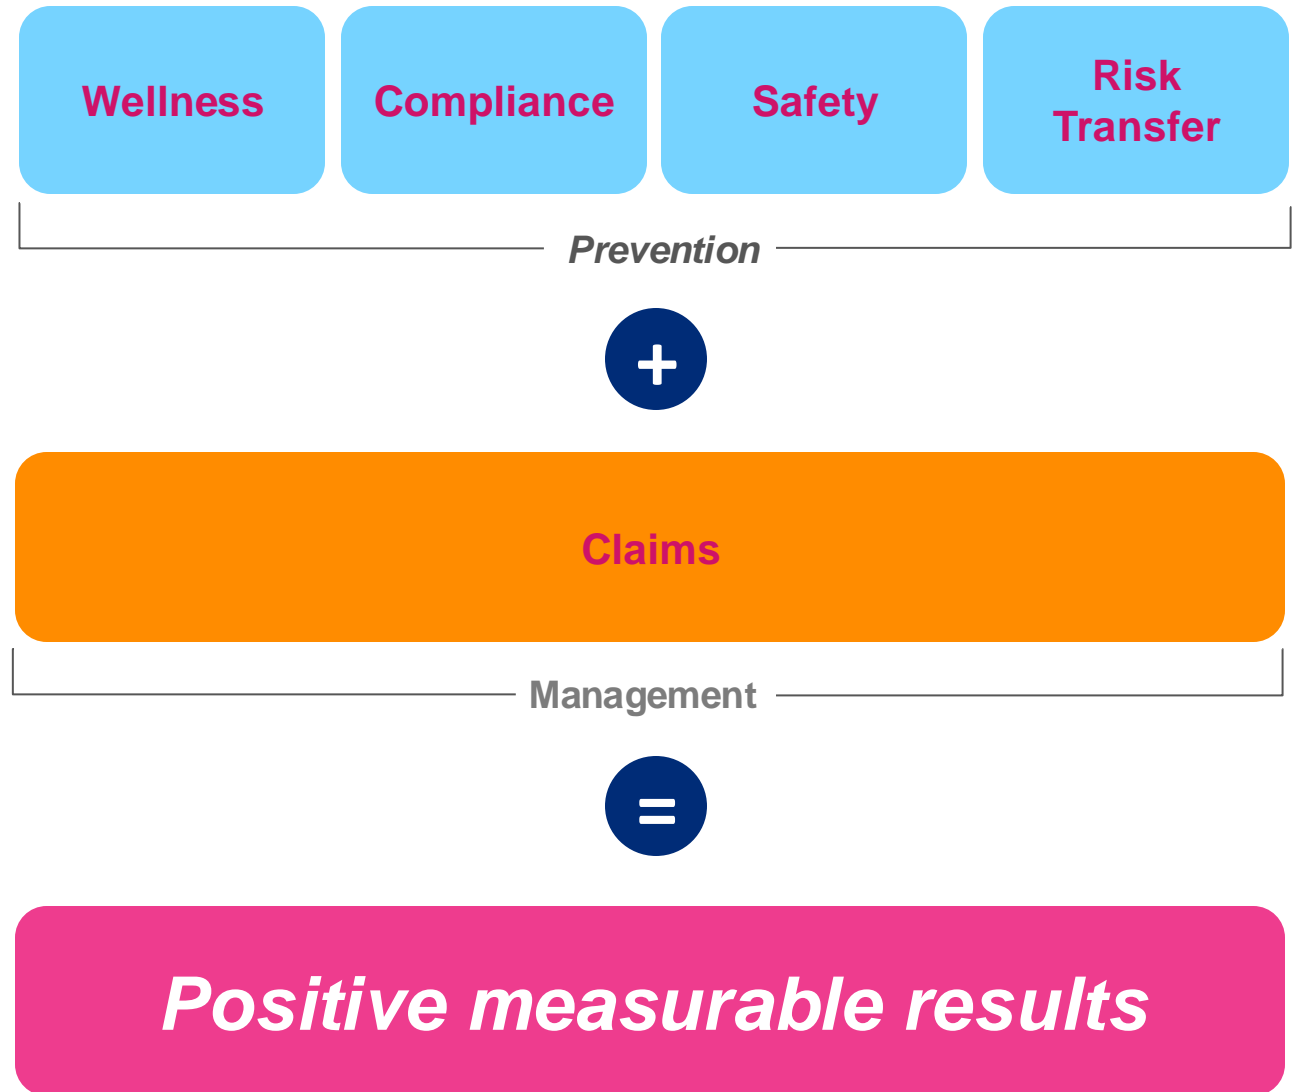 Wellness
Compliance
Safety
Risk
Transfer
Prevention
+
Claims
Management
=
Positive measurable results